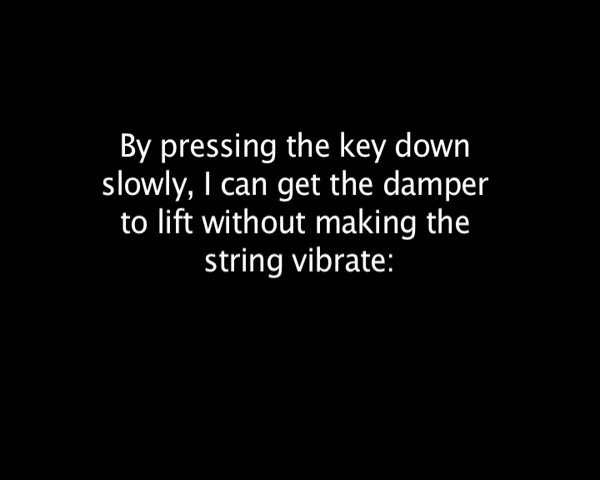 By pressing the key down
slowly, I can get the damper
to lift without making the
string vibrate: